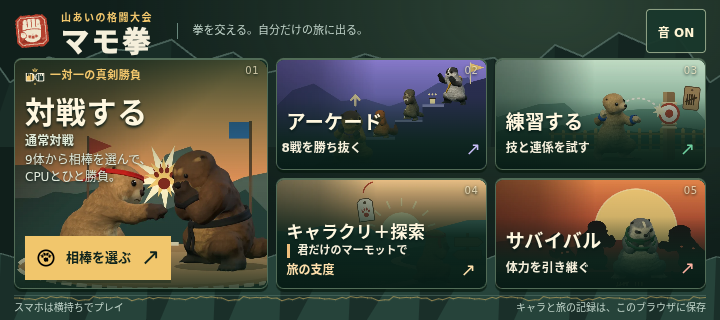 山あいの格闘大会
マモ拳
拳を交える。自分だけの旅に出る。
音 ON
一対一の真剣勝負
01
対戦する
通常対戦
9体から相棒を選んで、
CPUとひと勝負。
相棒を選ぶ ↗
02
アーケード
8戦を勝ち抜く ↗
03
練習する
技と連係を試す ↗
04
キャラクリ＋探索
君だけのマーモットで
旅の支度 ↗
05
サバイバル
体力を引き継ぐ ↗
スマホは横持ちでプレイ
キャラと旅の記録は、このブラウザに保存